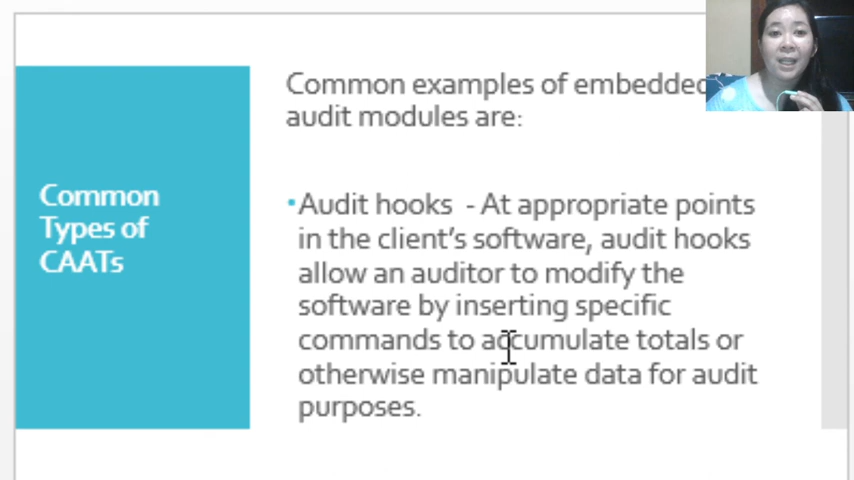 Common examples of embedded
audit modules are:
Common
Types of
CAATs
•Audit hooks - At appropriate points
in the client's software, audit hooks
allow an auditor to modify the
software by inserting specific
commands to accumulate totals or
otherwise manipulate data for audit
purposes.